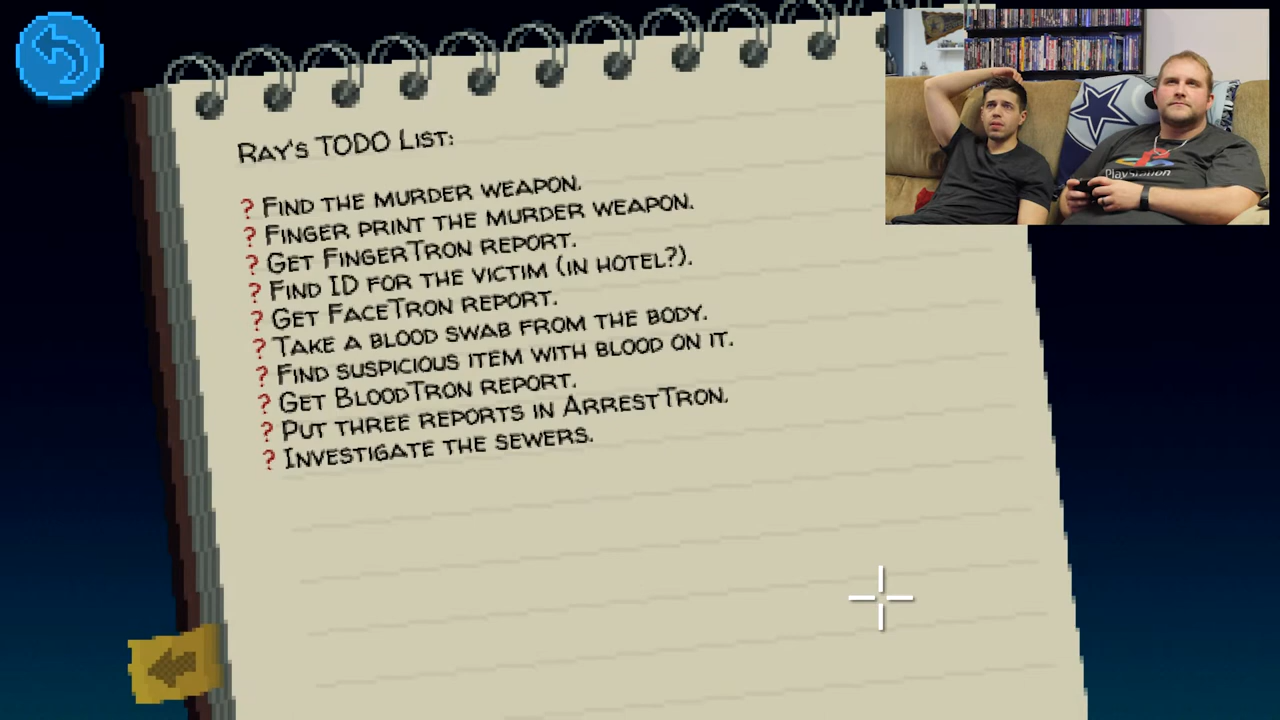 Ray's TODO List:
? Find the murder weapon.
? Finger print the murder weapon.
? Get FingerTron report.
? Find ID for the victim (in hotel?).
? Get FaceTron report.
? Take a blood swab from the body.
? Find suspicious item with blood on it.
? Get BloodTron report.
? Put three reports in ArrestTron.
? Investigate the sewers.
PlayStation